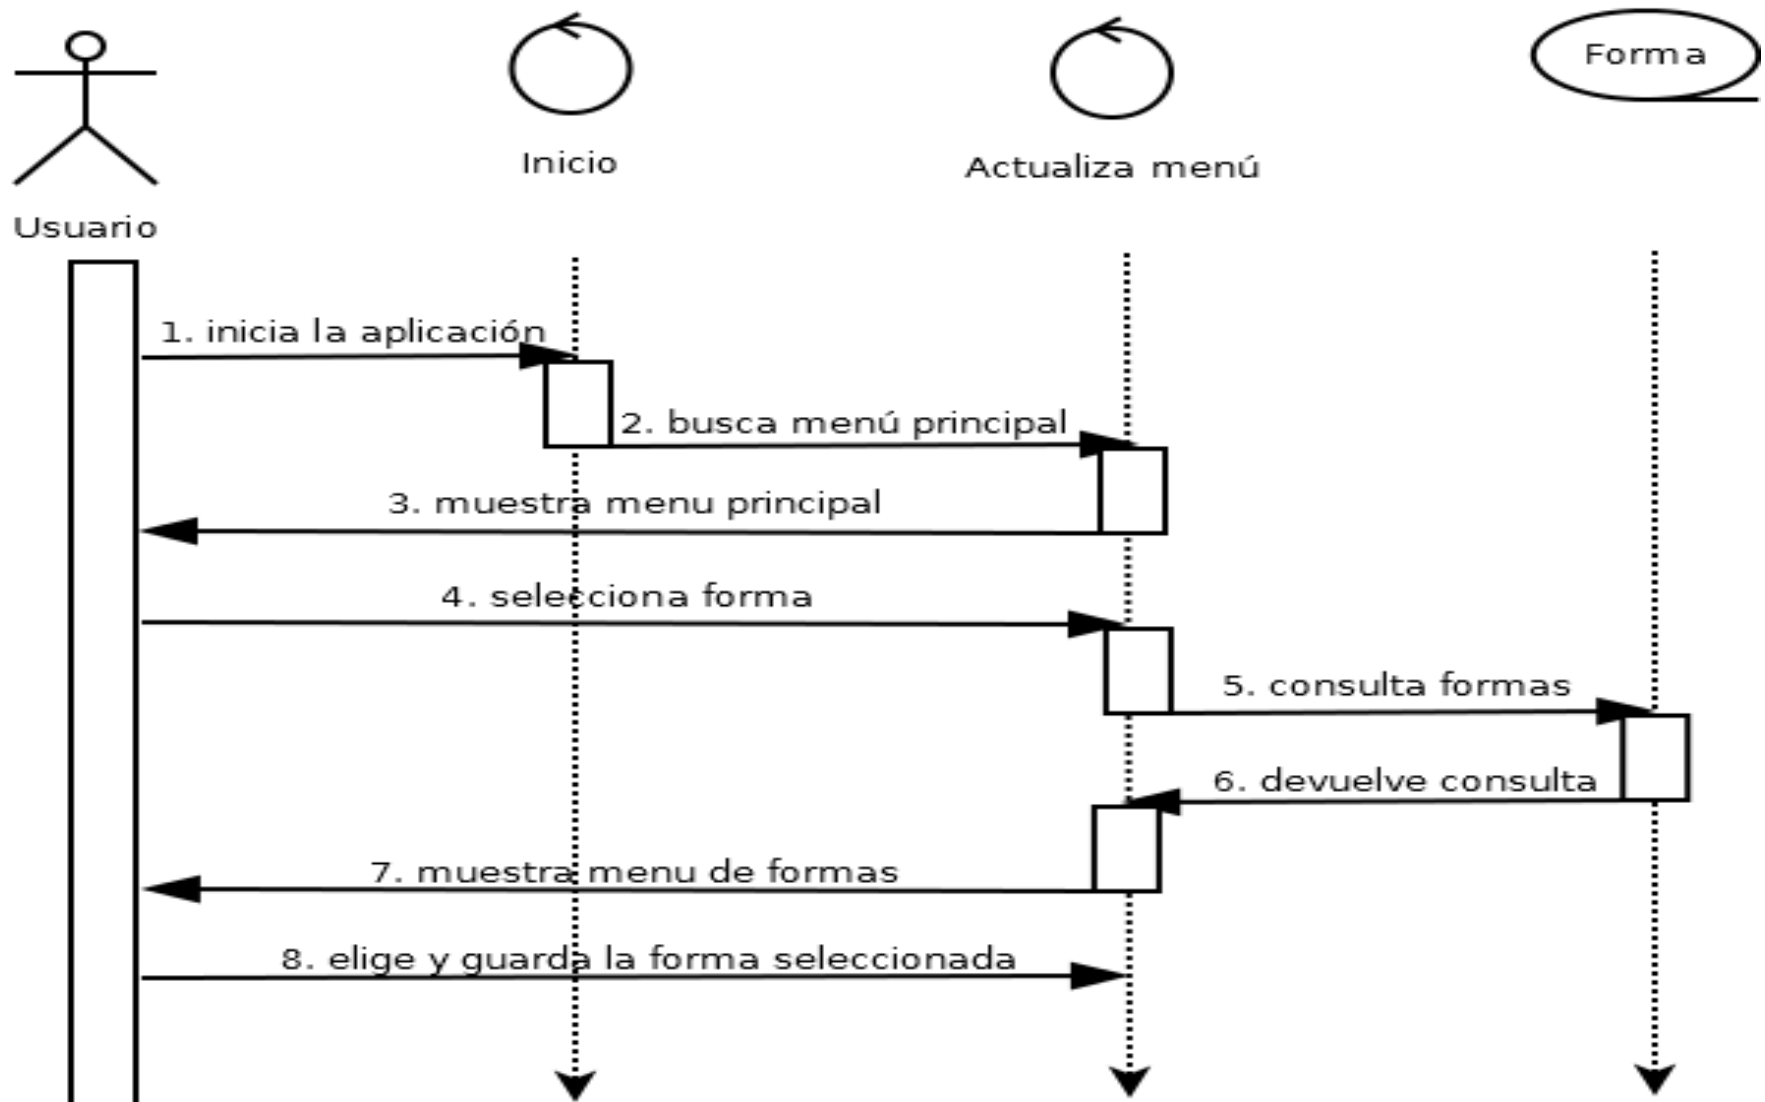 Forma
Inicio
Actualiza menú
Usuario
1. inicia la aplicación
2. busca menú principal
3. muestra menu principal
4. selecciona forma
5. consulta formas
6. devuelve consulta
7. muestra menu de formas
8. elige y guarda la forma seleccionada